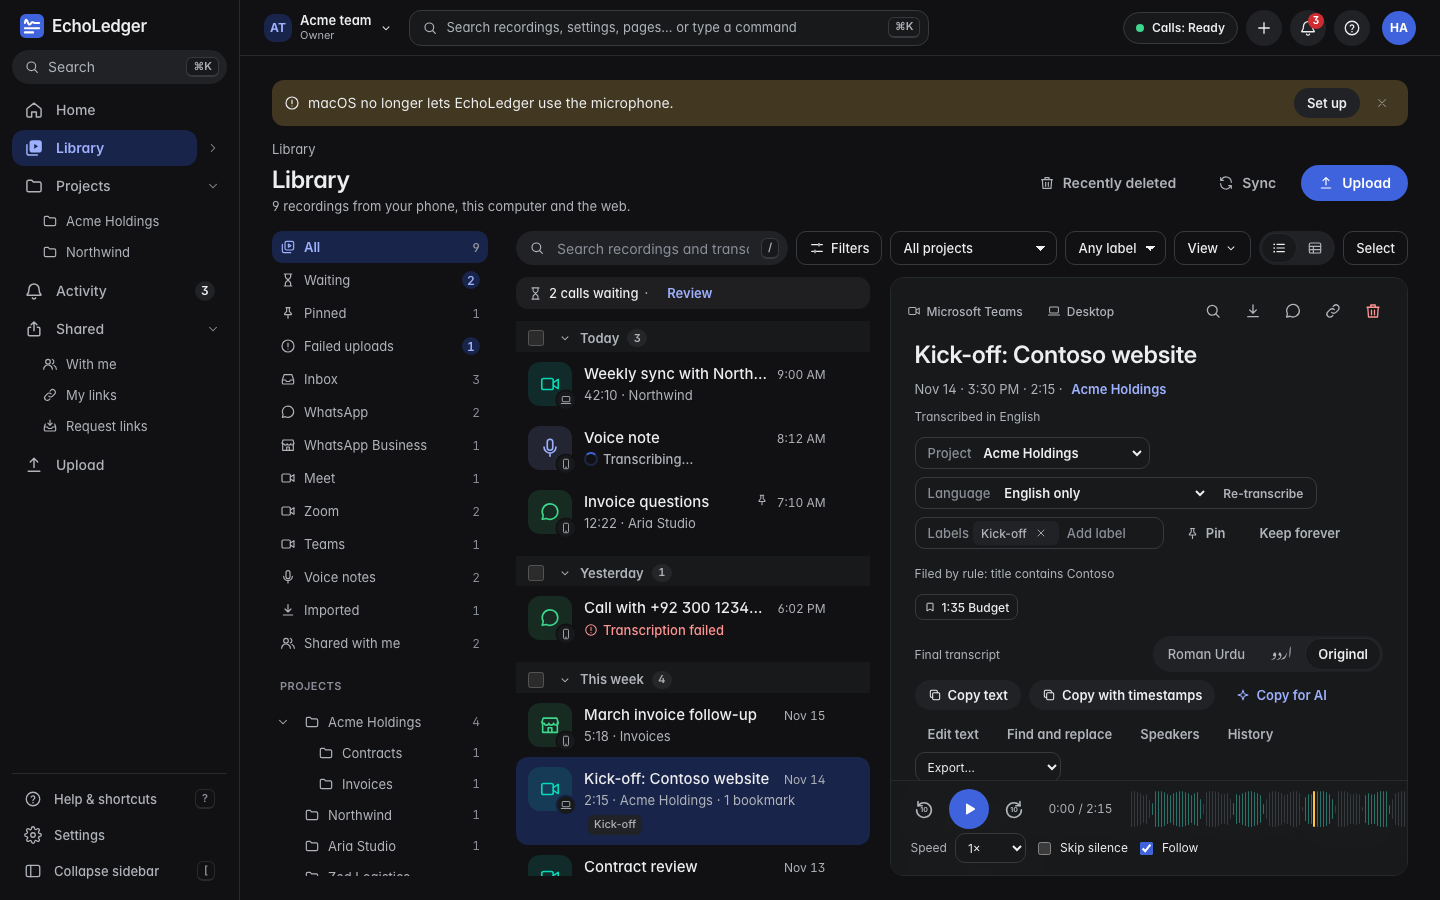 EchoLedger
Search ⌘K
Home
Library
Projects
Acme Holdings
Northwind
Activity 3
Shared
With me
My links
Request links
Upload
Help & shortcuts ?
Settings
Collapse sidebar [
AT Acme team
Owner
Search recordings, settings, pages... or type a command ⌘K
Calls: Ready
3
HA
macOS no longer lets EchoLedger use the microphone.
Set up
Library
Library
9 recordings from your phone, this computer and the web.
Recently deleted
Sync
Upload
All 9
Waiting 2
Pinned 1
Failed uploads 1
Inbox 3
WhatsApp 2
WhatsApp Business 1
Meet 1
Zoom 2
Teams 1
Voice notes 2
Imported 1
Shared with me 2
PROJECTS
Acme Holdings 4
Contracts 1
Invoices 1
Northwind 1
Aria Studio 1
Zed Logistics
Search recordings and transc /
Filters
All projects
Any label
View
Select
2 calls waiting · Review
Today 3
Weekly sync with North... 9:00 AM
42:10 · Northwind
Voice note 8:12 AM
Transcribing...
Invoice questions 7:10 AM
12:22 · Aria Studio
Yesterday 1
Call with +92 300 1234... 6:02 PM
Transcription failed
This week 4
March invoice follow-up Nov 15
5:18 · Invoices
Kick-off: Contoso website Nov 14
2:15 · Acme Holdings · 1 bookmark
Kick-off
Contract review Nov 13
Microsoft Teams Desktop
Kick-off: Contoso website
Nov 14 · 3:30 PM · 2:15 · Acme Holdings
Transcribed in English
Project Acme Holdings
Language English only Re-transcribe
Labels Kick-off × Add label Pin Keep forever
Filed by rule: title contains Contoso
1:35 Budget
Final transcript Roman Urdu اردو Original
Copy text Copy with timestamps Copy for AI
Edit text Find and replace Speakers History
Export...
10 10 0:00 / 2:15
Speed 1× Skip silence Follow